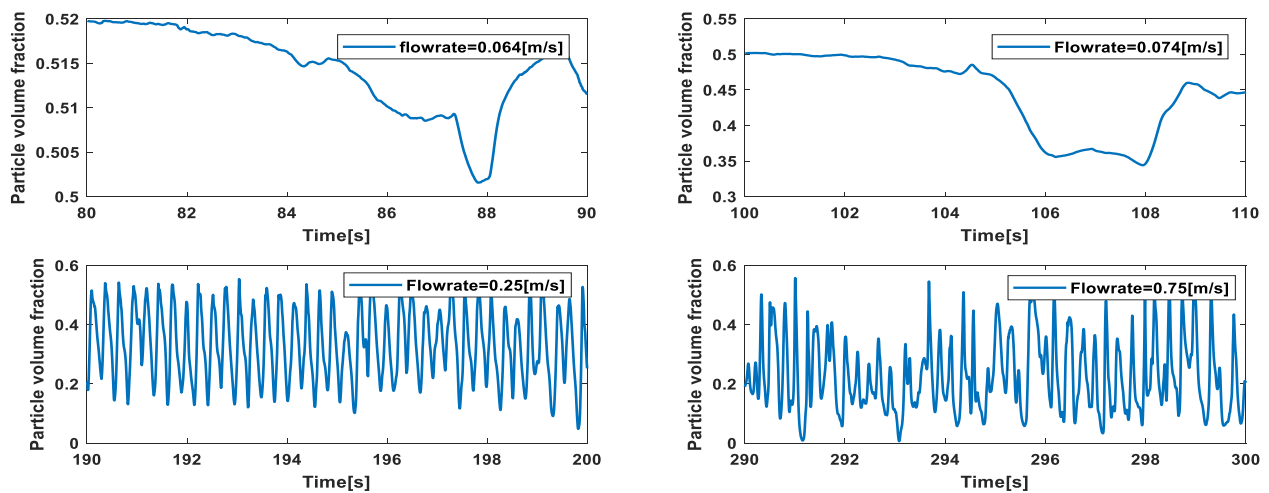 Particle volume fraction
0.52
0.515
0.51
0.505
0.5
flowrate=0.064[m/s]
80 82 84 86 88 90
Time[s]
Particle volume fraction
0.55
0.5
0.45
0.4
0.35
0.3
Flowrate=0.074[m/s]
100 102 104 106 108 110
Time[s]
Particle volume fraction
0.6
0.4
0.2
0
Flowrate=0.25[m/s]
190 192 194 196 198 200
Time[s]
Particle volume fraction
0.6
0.4
0.2
0
Flowrate=0.75[m/s]
290 292 294 296 298 300
Time[s]